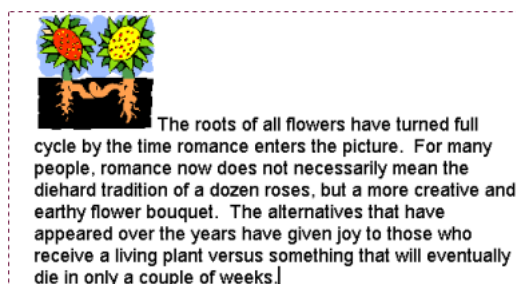 The roots of all flowers have turned full
cycle by the time romance enters the picture.  For many
people, romance now does not necessarily mean the
diehard tradition of a dozen roses, but a more creative and
earthy flower bouquet.  The alternatives that have
appeared over the years have given joy to those who
receive a living plant versus something that will eventually
die in only a couple of weeks.